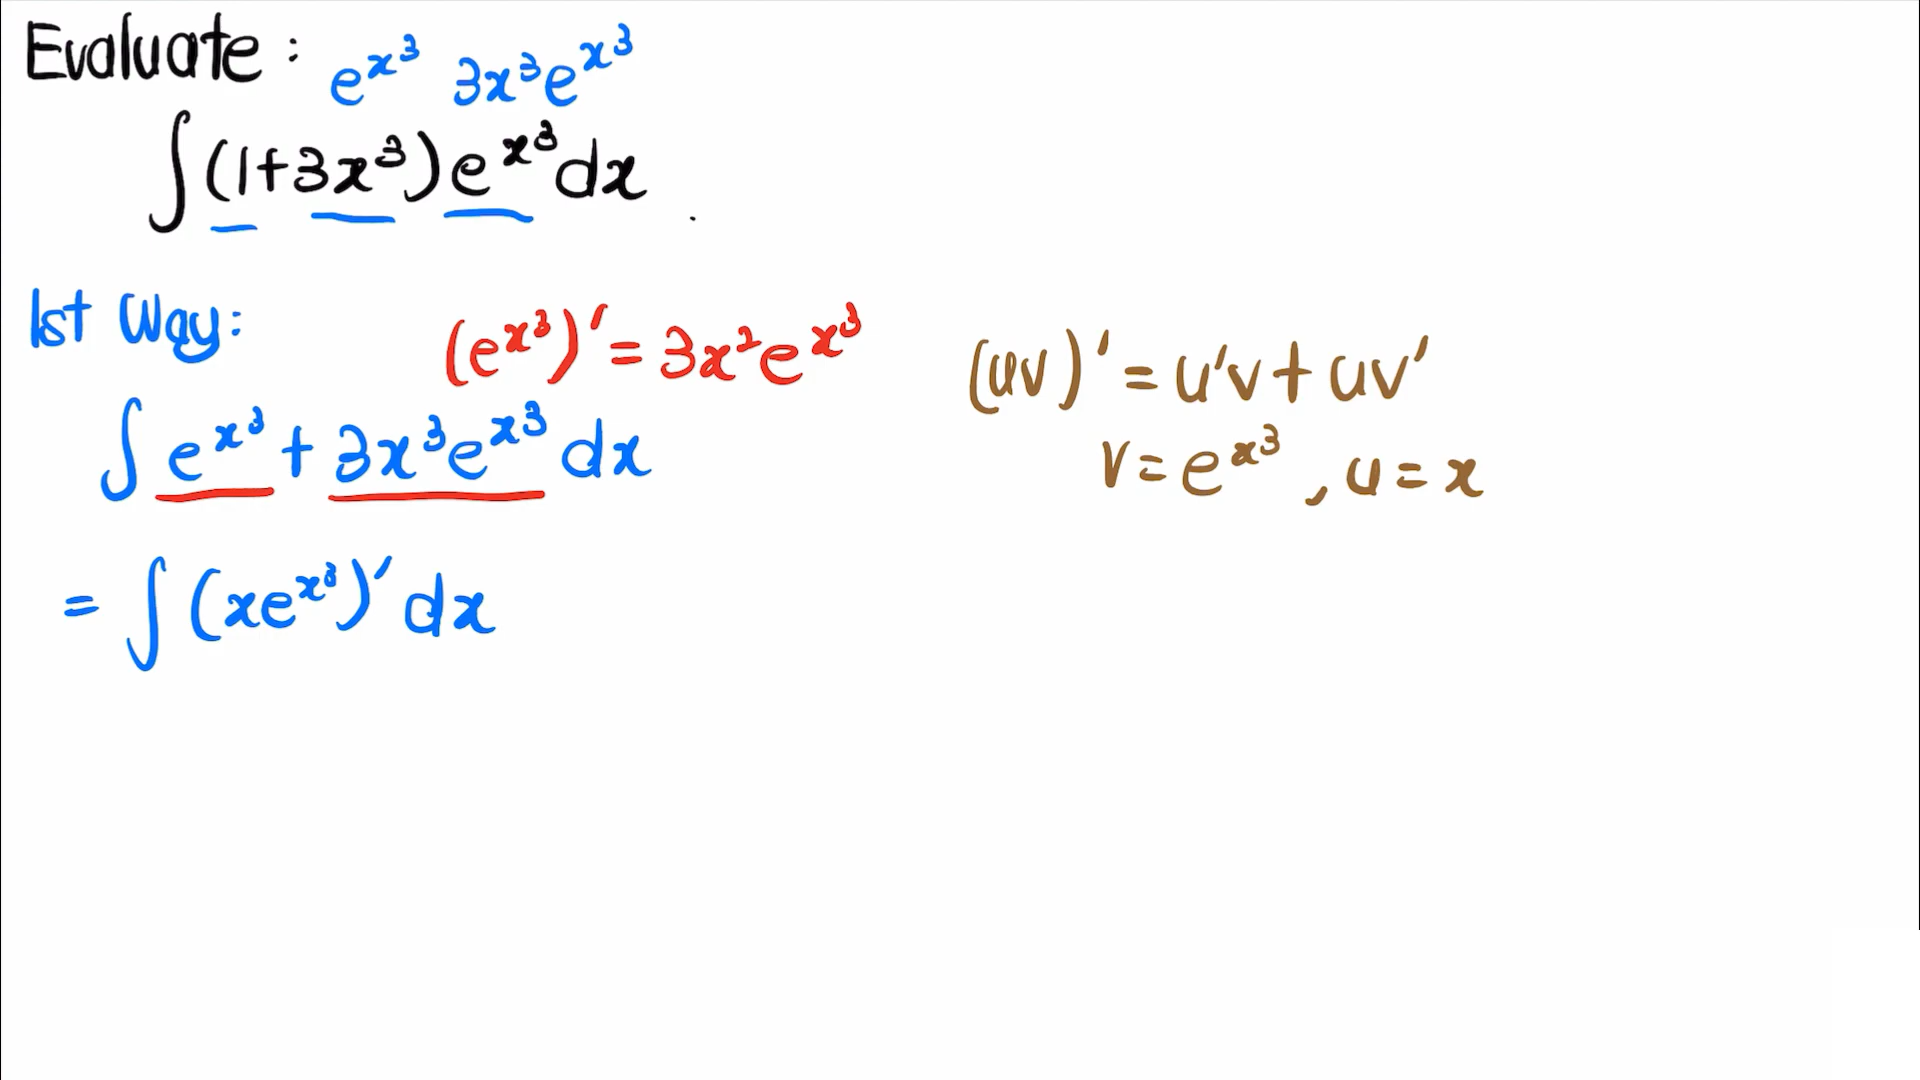 Evaluate :
e^{x^3} 3x^3e^{x^3}
∫(1+3x^3)e^{x^3}dx
1st Way:
(e^{x^3})' = 3x^2e^{x^3}
∫ e^{x^3} + 3x^3e^{x^3} dx
= ∫ (xe^{x^3})' dx
(uv)' = u'v + uv'
v = e^{x^3} , u = x